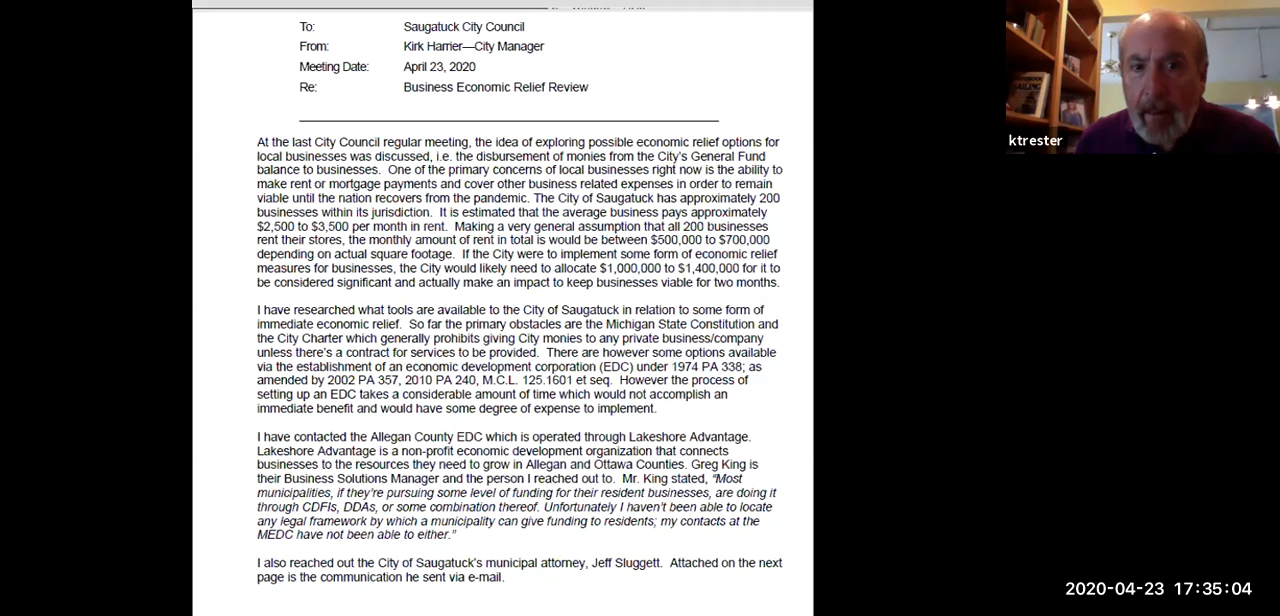 To: Saugatuck City Council
From: Kirk Harrier—City Manager
Meeting Date: April 23, 2020
Re: Business Economic Relief Review
At the last City Council regular meeting, the idea of exploring possible economic relief options for
local businesses was discussed, i.e. the disbursement of monies from the City's General Fund
balance to businesses. One of the primary concerns of local businesses right now is the ability to
make rent or mortgage payments and cover other business related expenses in order to remain
viable until the nation recovers from the pandemic. The City of Saugatuck has approximately 200
businesses within its jurisdiction. It is estimated that the average business pays approximately
$2,500 to $3,500 per month in rent. Making a very general assumption that all 200 businesses
rent their stores, the monthly amount of rent in total is would be between $500,000 to $700,000
depending on actual square footage. If the City were to implement some form of economic relief
measures for businesses, the City would likely need to allocate $1,000,000 to $1,400,000 for it to
be considered significant and actually make an impact to keep businesses viable for two months.
I have researched what tools are available to the City of Saugatuck in relation to some form of
immediate economic relief. So far the primary obstacles are the Michigan State Constitution and
the City Charter which generally prohibits giving City monies to any private business/company
unless there's a contract for services to be provided. There are however some options available
via the establishment of an economic development corporation (EDC) under 1974 PA 338; as
amended by 2002 PA 357, 2010 PA 240, M.C.L. 125.1601 et seq. However the process of
setting up an EDC takes a considerable amount of time which would not accomplish an
immediate benefit and would have some degree of expense to implement.
I have contacted the Allegan County EDC which is operated through Lakeshore Advantage.
Lakeshore Advantage is a non-profit economic development organization that connects
businesses to the resources they need to grow in Allegan and Ottawa Counties. Greg King is
their Business Solutions Manager and the person I reached out to. Mr. King stated, "Most
municipalities, if they're pursuing some level of funding for their resident businesses, are doing it
through CDFIs, DDAs, or some combination thereof. Unfortunately I haven't been able to locate
any legal framework by which a municipality can give funding to residents; my contacts at the
MEDC have not been able to either."
I also reached out the City of Saugatuck's municipal attorney, Jeff Sluggett. Attached on the next
page is the communication he sent via e-mail.
SAILING
ktrester
2020-04-23 17:35:04